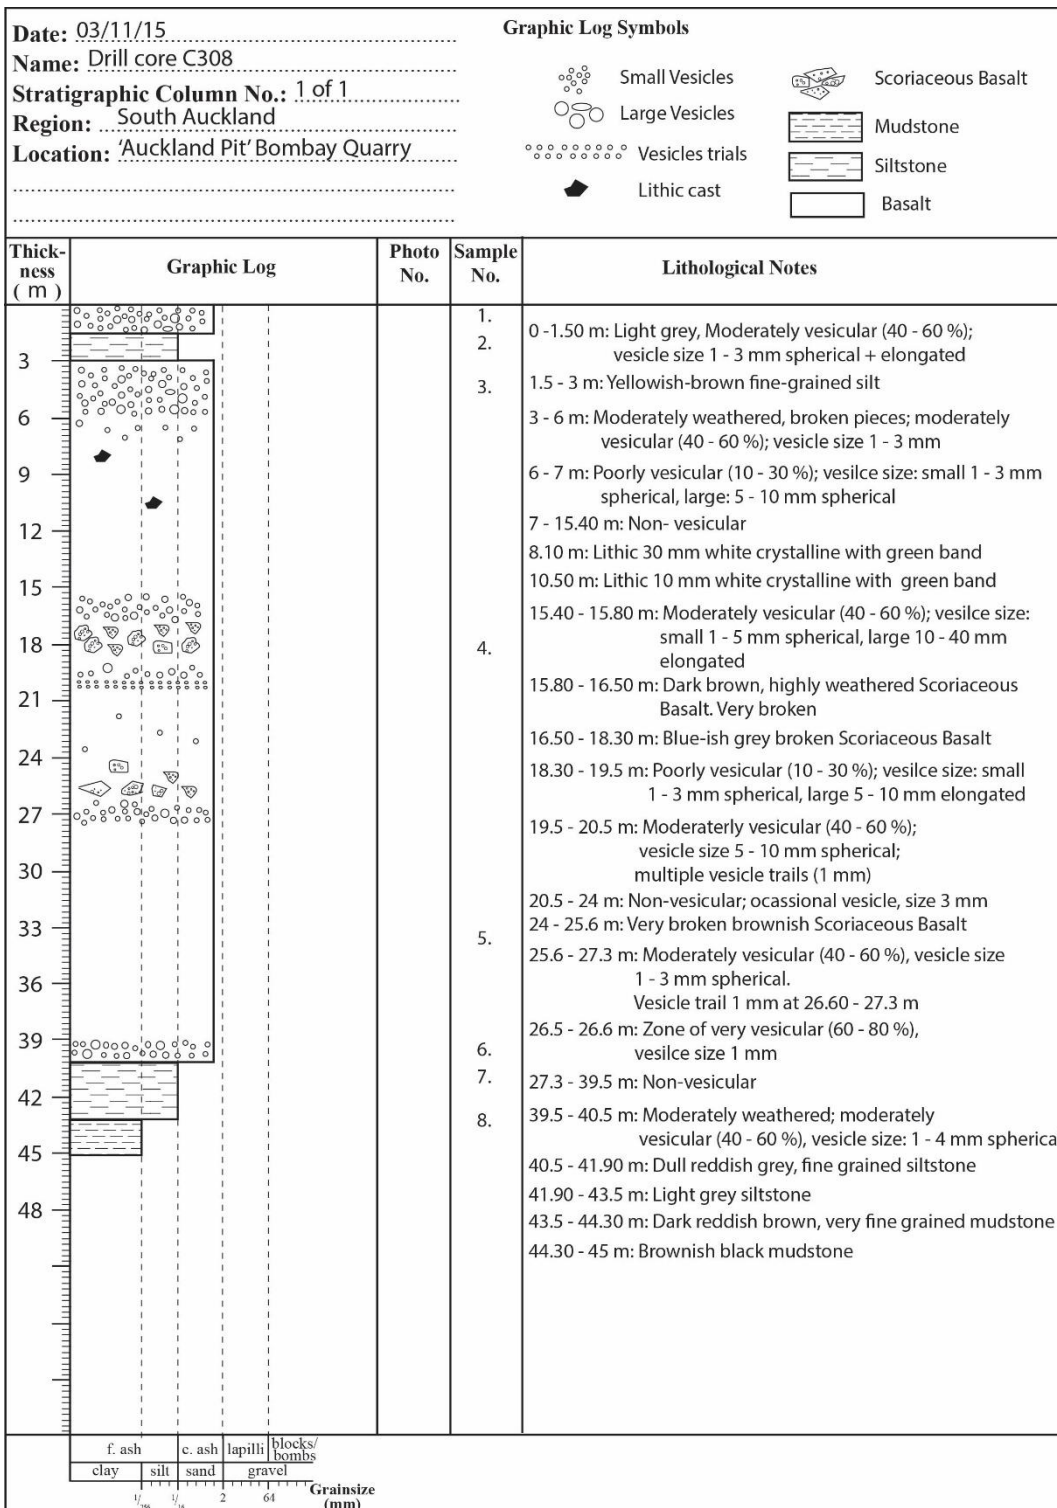 Date: 03/11/15
Name: Drill core C308
Stratigraphic Column No.: 1 of 1
Region: South Auckland
Location: 'Auckland Pit' Bombay Quarry
Graphic Log Symbols
Small Vesicles
Large Vesicles
Vesicles trials
Lithic cast
Scoriaceous Basalt
Mudstone
Siltstone
Basalt
Thick-
ness
( m )
Graphic Log
Photo
No.
Sample
No.
Lithological Notes
3
6
9
12
15
18
21
24
27
30
33
36
39
42
45
48
1.
2.
3.
4.
5.
6.
7.
8.
0 -1.50 m: Light grey, Moderately vesicular (40 - 60 %);
vesicle size 1 - 3 mm spherical + elongated
1.5 - 3 m: Yellowish-brown fine-grained silt
3 - 6 m: Moderately weathered, broken pieces; moderately
vesicular (40 - 60 %); vesicle size 1 - 3 mm
6 - 7 m: Poorly vesicular (10 - 30 %); vesilce size: small 1 - 3 mm
spherical, large: 5 - 10 mm spherical
7 - 15.40 m: Non- vesicular
8.10 m: Lithic 30 mm white crystalline with green band
10.50 m: Lithic 10 mm white crystalline with green band
15.40 - 15.80 m: Moderately vesicular (40 - 60 %); vesilce size:
small 1 - 5 mm spherical, large 10 - 40 mm
elongated
15.80 - 16.50 m: Dark brown, highly weathered Scoriaceous
Basalt. Very broken
16.50 - 18.30 m: Blue-ish grey broken Scoriaceous Basalt
18.30 - 19.5 m: Poorly vesicular (10 - 30 %); vesilce size: small
1 - 3 mm spherical, large 5 - 10 mm elongated
19.5 - 20.5 m: Moderaterly vesicular (40 - 60 %);
vesicle size 5 - 10 mm spherical;
multiple vesicle trails (1 mm)
20.5 - 24 m: Non-vesicular; ocassional vesicle, size 3 mm
24 - 25.6 m: Very broken brownish Scoriaceous Basalt
25.6 - 27.3 m: Moderately vesicular (40 - 60 %), vesicle size
1 - 3 mm spherical.
Vesicle trail 1 mm at 26.60 - 27.3 m
26.5 - 26.6 m: Zone of very vesicular (60 - 80 %),
vesilce size 1 mm
27.3 - 39.5 m: Non-vesicular
39.5 - 40.5 m: Moderately weathered; moderately
vesicular (40 - 60 %), vesicle size: 1 - 4 mm spherica
40.5 - 41.90 m: Dull reddish grey, fine grained siltstone
41.90 - 43.5 m: Light grey siltstone
43.5 - 44.30 m: Dark reddish brown, very fine grained mudstone
44.30 - 45 m: Brownish black mudstone
f. ash c. ash lapilli blocks/
bombs
clay silt sand gravel
1/256 1/16 2 64 Grainsize
(mm)